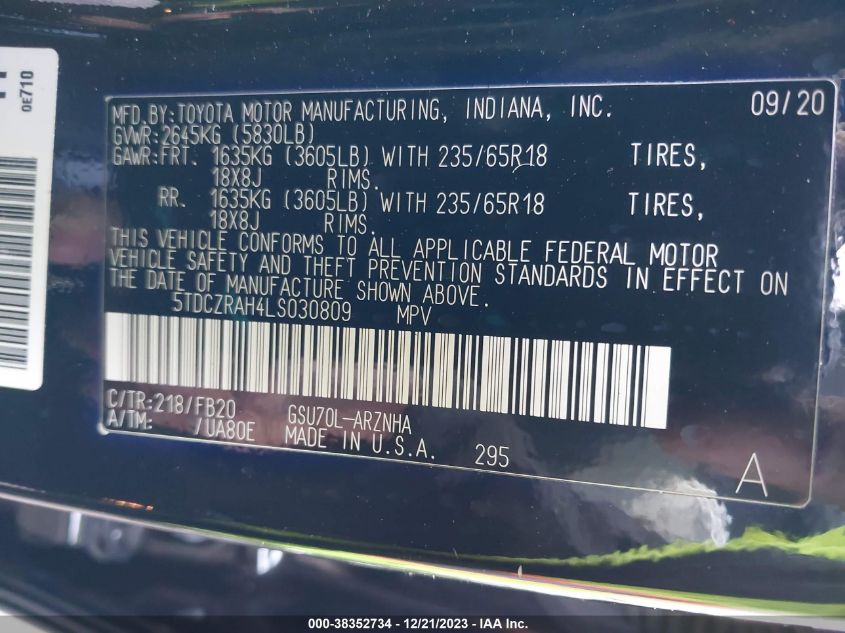 MFD.BY:TOYOTA MOTOR MANUFACTURING, INDIANA, INC. 09/20
GVWR:2645KG (5830LB)
GAWR:FRT. 1635KG (3605LB) WITH 235/65R18 TIRES,
18X8J RIMS.
RR. 1635KG (3605LB) WITH 235/65R18 TIRES,
18X8J RIMS.
THIS VEHICLE CONFORMS TO ALL APPLICABLE FEDERAL MOTOR
VEHICLE SAFETY AND THEFT PREVENTION STANDARDS IN EFFECT ON
THE DATE OF MANUFACTURE SHOWN ABOVE.
5TDCZRAH4LS030809 MPV
C/TR:218/FB20 GSU70L-ARZNHA
A/TM: /UA80E MADE IN U.S.A. 295
A
0E710
000-38352734 - 12/21/2023 - IAA Inc.